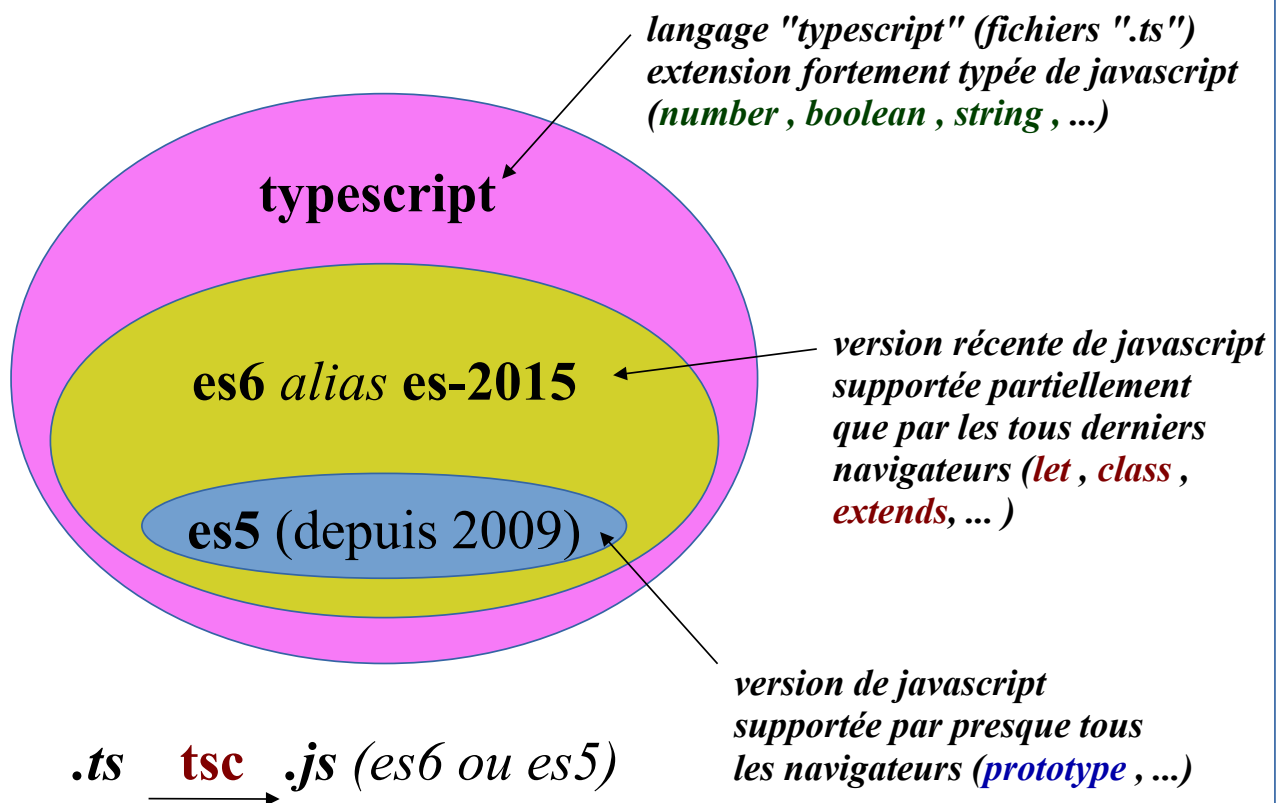 langage "typescript" (fichiers ".ts")
extension fortement typée de javascript
(number , boolean , string , ...)
typescript
es6 alias es-2015
version récente de javascript
supportée partiellement
que par les tous derniers
navigateurs (let , class ,
extends, ... )
es5 (depuis 2009)
version de javascript
supportée par presque tous
les navigateurs (prototype , ...)
.ts tsc .js (es6 ou es5)